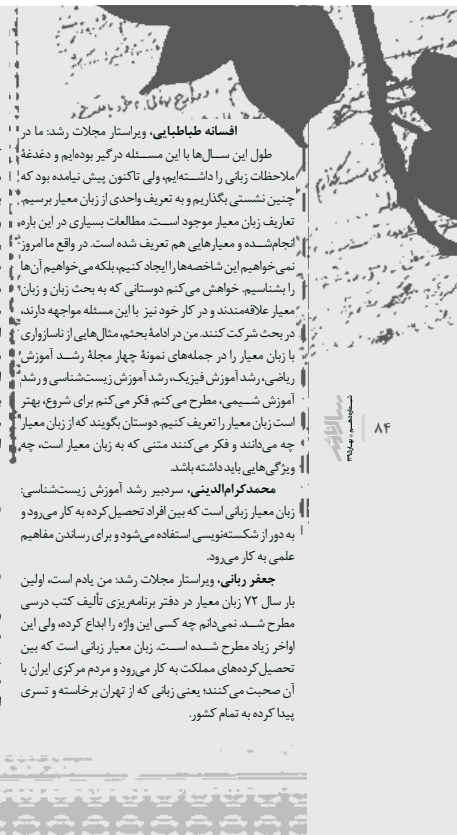 افسانه طباطبایی، ویراستار مجلات رشد: ما در
طول این سال‌ها با این مسئله درگیر بوده‌ایم و دغدغهٔ
ملاحظات زبانی را داشته‌ایم، ولی تاکنون پیش نیامده بود که
چنین نشستی بگذاریم و به تعریف واحدی از زبان معیار برسیم.
تعاریف زبان معیار موجود است. مطالعات بسیاری در این باره
انجام‌شده و معیارهایی هم تعریف شده است. در واقع ما امروز
نمی‌خواهیم این شاخصه‌ها را ایجاد کنیم، بلکه می‌خواهیم آن‌ها
را بشناسیم. خواهش می‌کنم دوستانی که به بحث زبان و زبان
معیار علاقه‌مندند و در کار خود نیز با این مسئله مواجهه دارند،
در بحث شرکت کنند. من در ادامهٔ بحثم، مثال‌هایی از ناسازواری
با زبان معیار را در جمله‌های نمونهٔ چهار مجلهٔ رشد آموزش
ریاضی، رشد آموزش فیزیک، رشد آموزش زیست‌شناسی و رشد
آموزش شیمی، مطرح می‌کنم. فکر می‌کنم برای شروع، بهتر
است زبان معیار را تعریف کنیم. دوستان بگویند که از زبان معیار
چه می‌دانند و فکر می‌کنند متنی که به زبان معیار است، چه
ویژگی‌هایی باید داشته باشد.
محمدکرام‌الدینی، سردبیر رشد آموزش زیست‌شناسی:
زبان معیار زبانی است که بین افراد تحصیل‌کرده به کار می‌رود و
به دور از شکسته‌نویسی استفاده می‌شود و برای رساندن مفاهیم
علمی به کار می‌رود.
جعفر ربانی، ویراستار مجلات رشد: من یادم است، اولین
بار سال ۷۲ زبان معیار در دفتر برنامه‌ریزی تألیف کتب درسی
مطرح شد. نمی‌دانم چه کسی این واژه را ابداع کرده، ولی این
اواخر زیاد مطرح شده است. زبان معیار زبانی است که بین
تحصیل‌کرده‌های مملکت به کار می‌رود و مردم مرکزی ایران با
آن صحبت می‌کنند؛ یعنی زبانی که از تهران برخاسته و تسری
پیدا کرده به تمام کشور.
۸۴